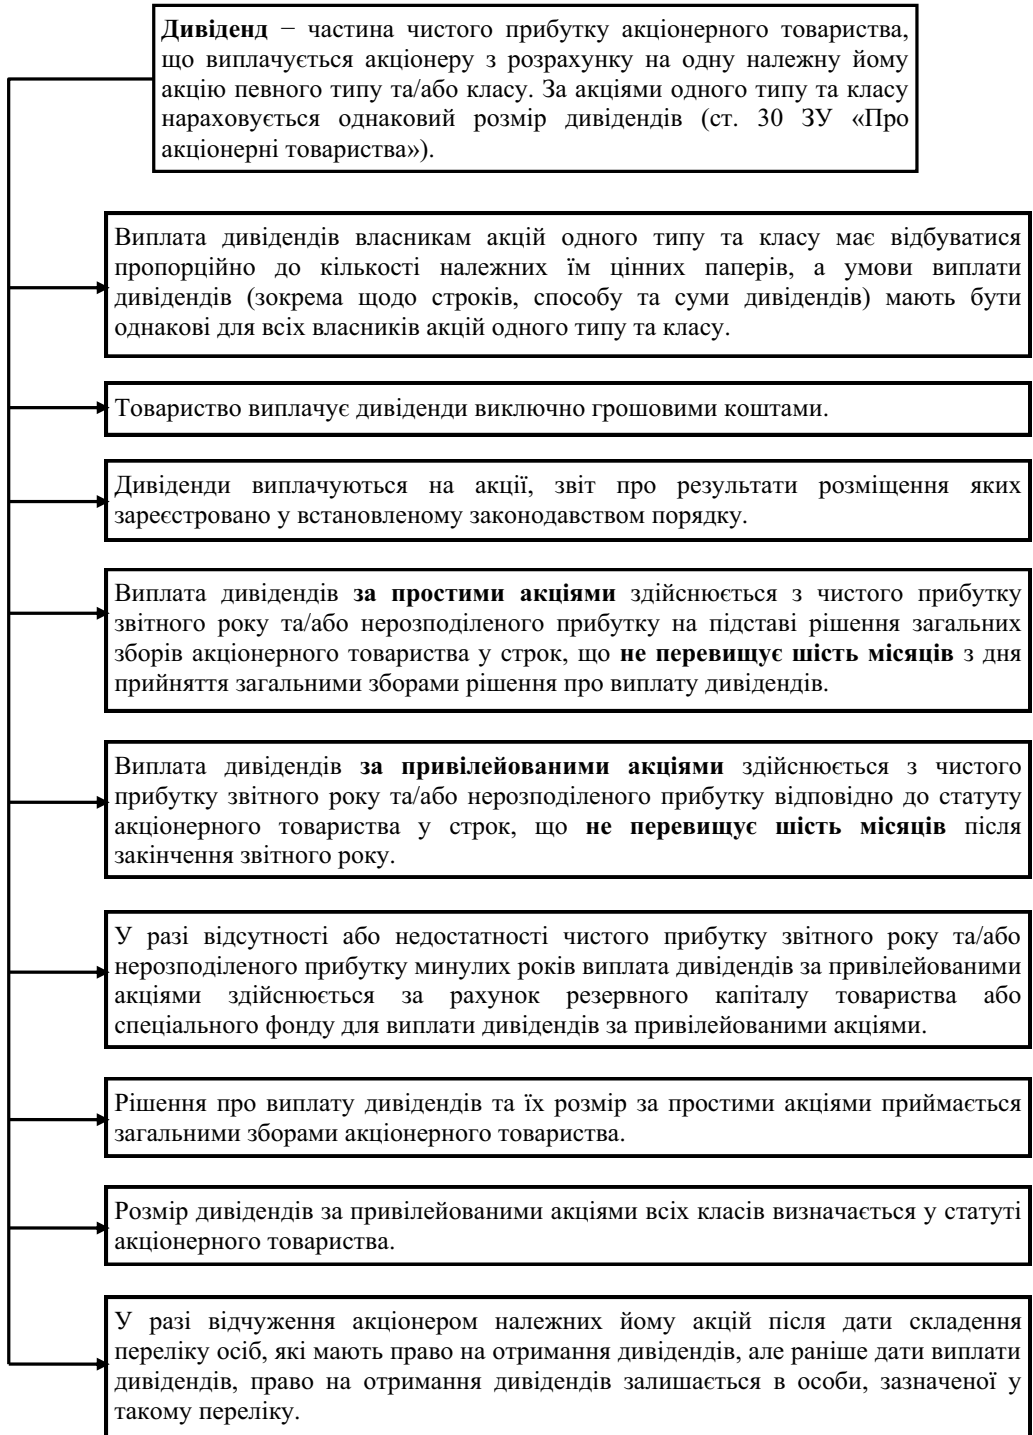 Дивіденд − частина чистого прибутку акціонерного товариства,
що виплачується акціонеру з розрахунку на одну належну йому
акцію певного типу та/або класу. За акціями одного типу та класу
нараховується однаковий розмір дивідендів (ст. 30 ЗУ «Про
акціонерні товариства»).
Виплата дивідендів власникам акцій одного типу та класу має відбуватися
пропорційно до кількості належних їм цінних паперів, а умови виплати
дивідендів (зокрема щодо строків, способу та суми дивідендів) мають бути
однакові для всіх власників акцій одного типу та класу.
Товариство виплачує дивіденди виключно грошовими коштами.
Дивіденди виплачуються на акції, звіт про результати розміщення яких
зареєстровано у встановленому законодавством порядку.
Виплата дивідендів за простими акціями здійснюється з чистого прибутку
звітного року та/або нерозподіленого прибутку на підставі рішення загальних
зборів акціонерного товариства у строк, що не перевищує шість місяців з дня
прийняття загальними зборами рішення про виплату дивідендів.
Виплата дивідендів за привілейованими акціями здійснюється з чистого
прибутку звітного року та/або нерозподіленого прибутку відповідно до статуту
акціонерного товариства у строк, що не перевищує шість місяців після
закінчення звітного року.
У разі відсутності або недостатності чистого прибутку звітного року та/або
нерозподіленого прибутку минулих років виплата дивідендів за привілейованими
акціями здійснюється за рахунок резервного капіталу товариства або
спеціального фонду для виплати дивідендів за привілейованими акціями.
Рішення про виплату дивідендів та їх розмір за простими акціями приймається
загальними зборами акціонерного товариства.
Розмір дивідендів за привілейованими акціями всіх класів визначається у статуті
акціонерного товариства.
У разі відчуження акціонером належних йому акцій після дати складення
переліку осіб, які мають право на отримання дивідендів, але раніше дати виплати
дивідендів, право на отримання дивідендів залишається в особи, зазначеної у
такому переліку.